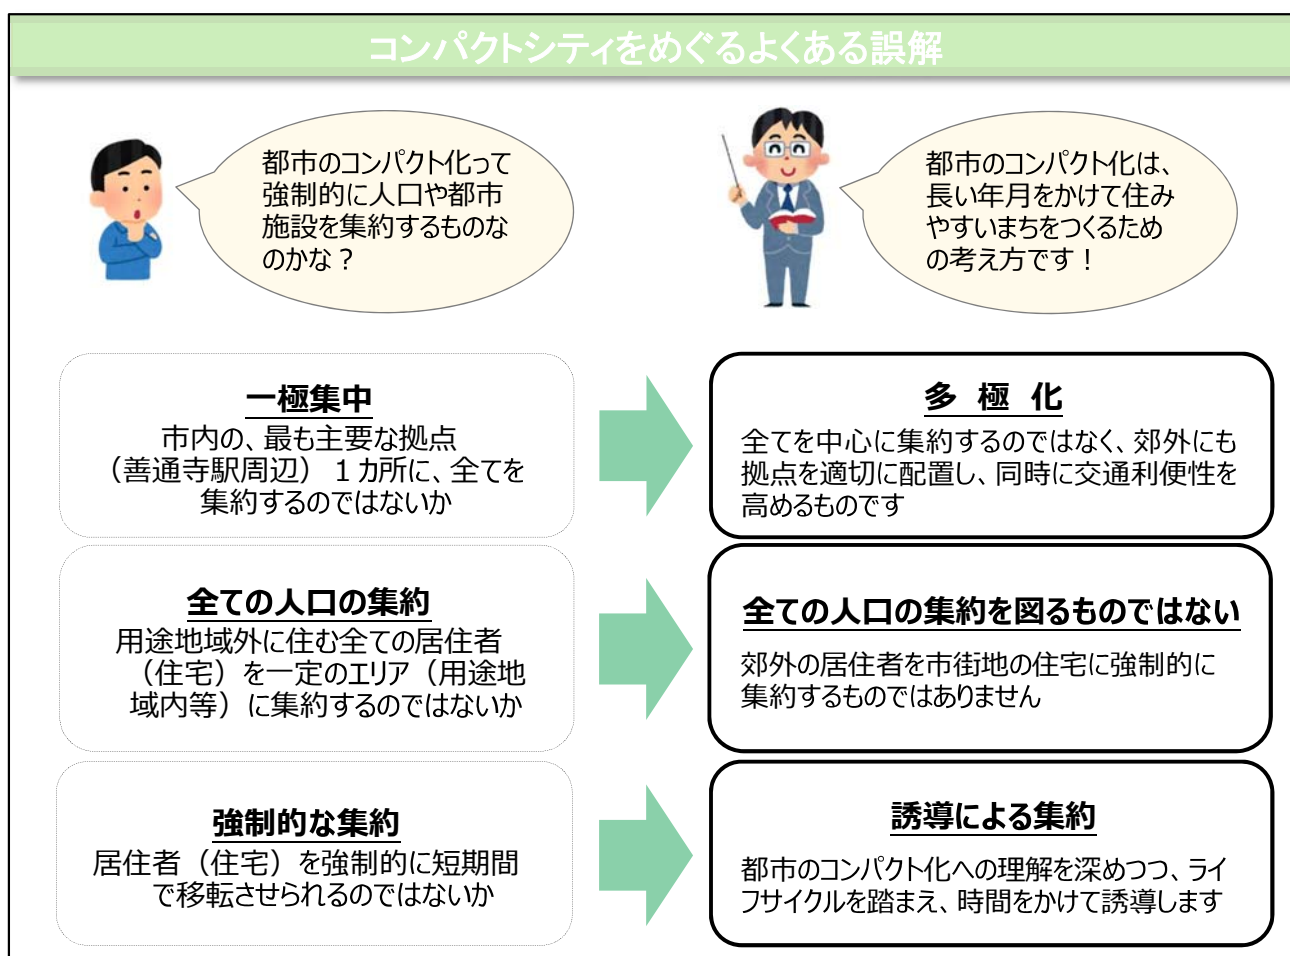 コンパクトシティをめぐるよくある誤解
都市のコンパクト化って
強制的に人口や都市
施設を集約するものな
のかな？
都市のコンパクト化は、
長い年月をかけて住み
やすいまちをつくるため
の考え方です！
一極集中
市内の、最も主要な拠点
（善通寺駅周辺）１カ所に、全てを
集約するのではないか
多　極　化
全てを中心に集約するのではなく、郊外にも
拠点を適切に配置し、同時に交通利便性を
高めるものです
全ての人口の集約
用途地域外に住む全ての居住者
（住宅）を一定のエリア（用途地
域内等）に集約するのではないか
全ての人口の集約を図るものではない
郊外の居住者を市街地の住宅に強制的に
集約するものではありません
強制的な集約
居住者（住宅）を強制的に短期間
で移転させられるのではないか
誘導による集約
都市のコンパクト化への理解を深めつつ、ライ
フサイクルを踏まえ、時間をかけて誘導します